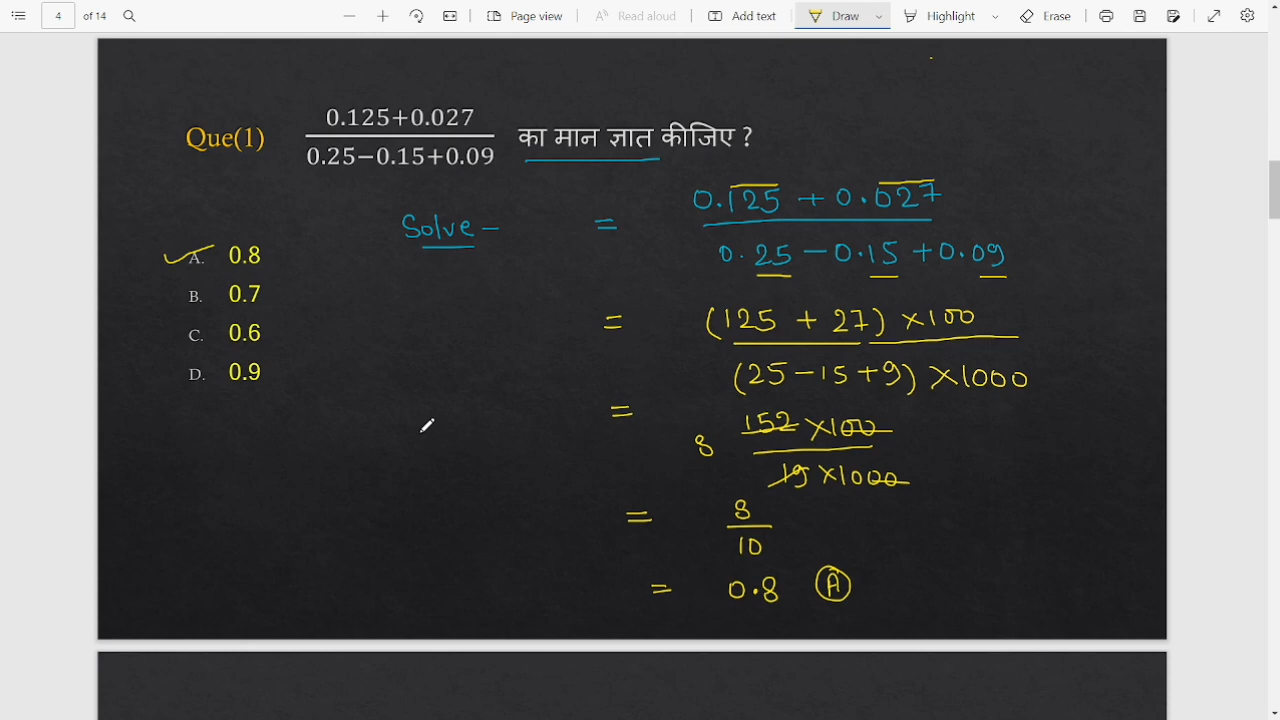 4 of 14 Page view Read aloud Add text Draw Highlight Erase
Que(1) 0.125+0.027 / 0.25−0.15+0.09 का मान ज्ञात कीजिए ?
Solve - = 0.125 + 0.027 / 0.25 - 0.15 + 0.09
A. 0.8
B. 0.7
C. 0.6
D. 0.9
= (125 + 27) ×100
(25 - 15 + 9) ×1000
= 8 152 ×100
19 ×1000
= 8
10
= 0.8 A